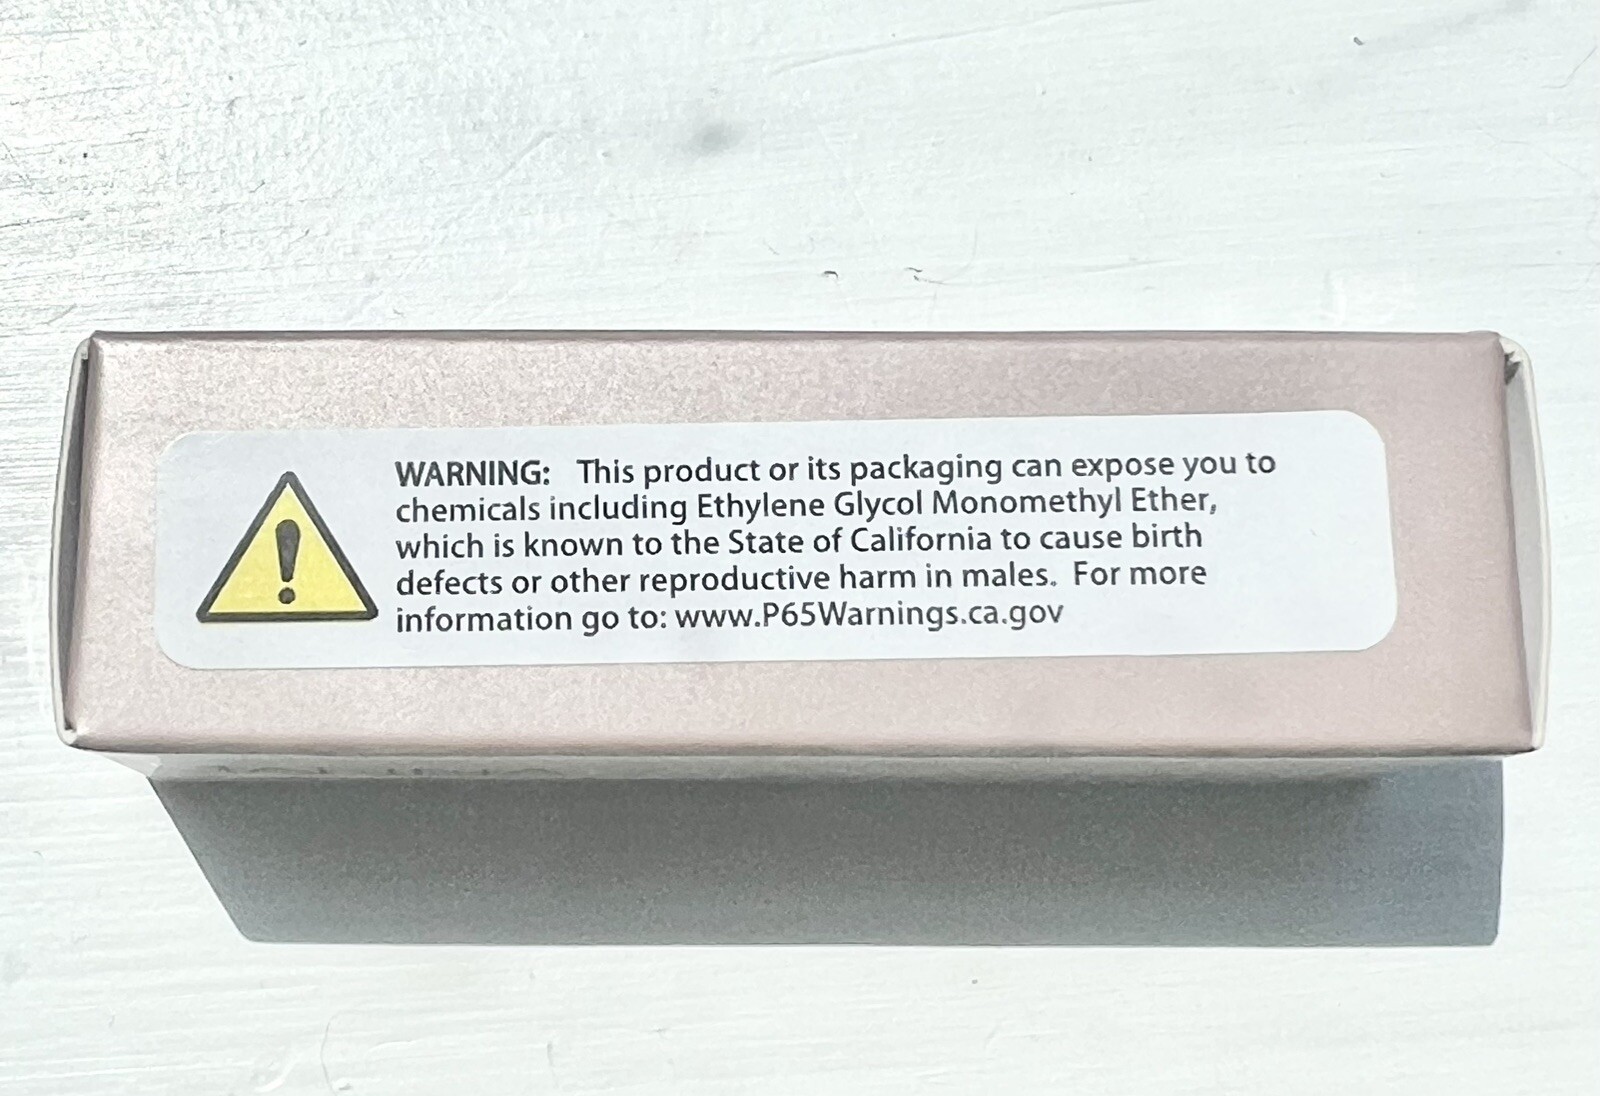 WARNING: This product or its packaging can expose you to
chemicals including Ethylene Glycol Monomethyl Ether,
which is known to the State of California to cause birth
defects or other reproductive harm in males. For more
information go to: www.P65Warnings.ca.gov